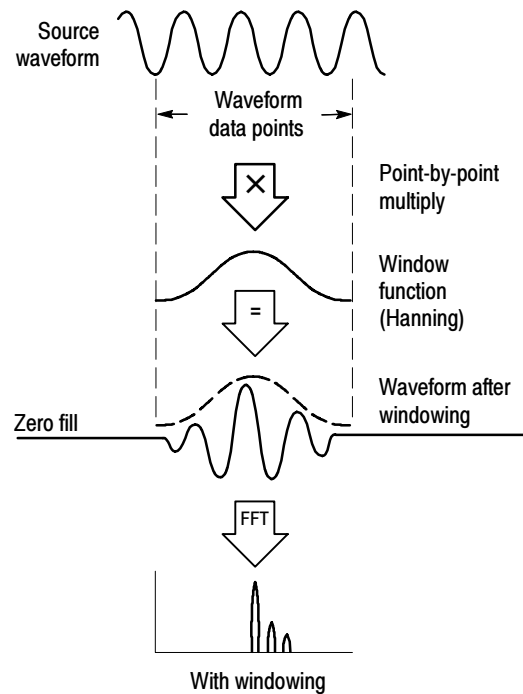 Source
waveform
Waveform
data points
×
Point-by-point
multiply
Window
function
(Hanning)
=
Waveform after
windowing
Zero fill
FFT
With windowing